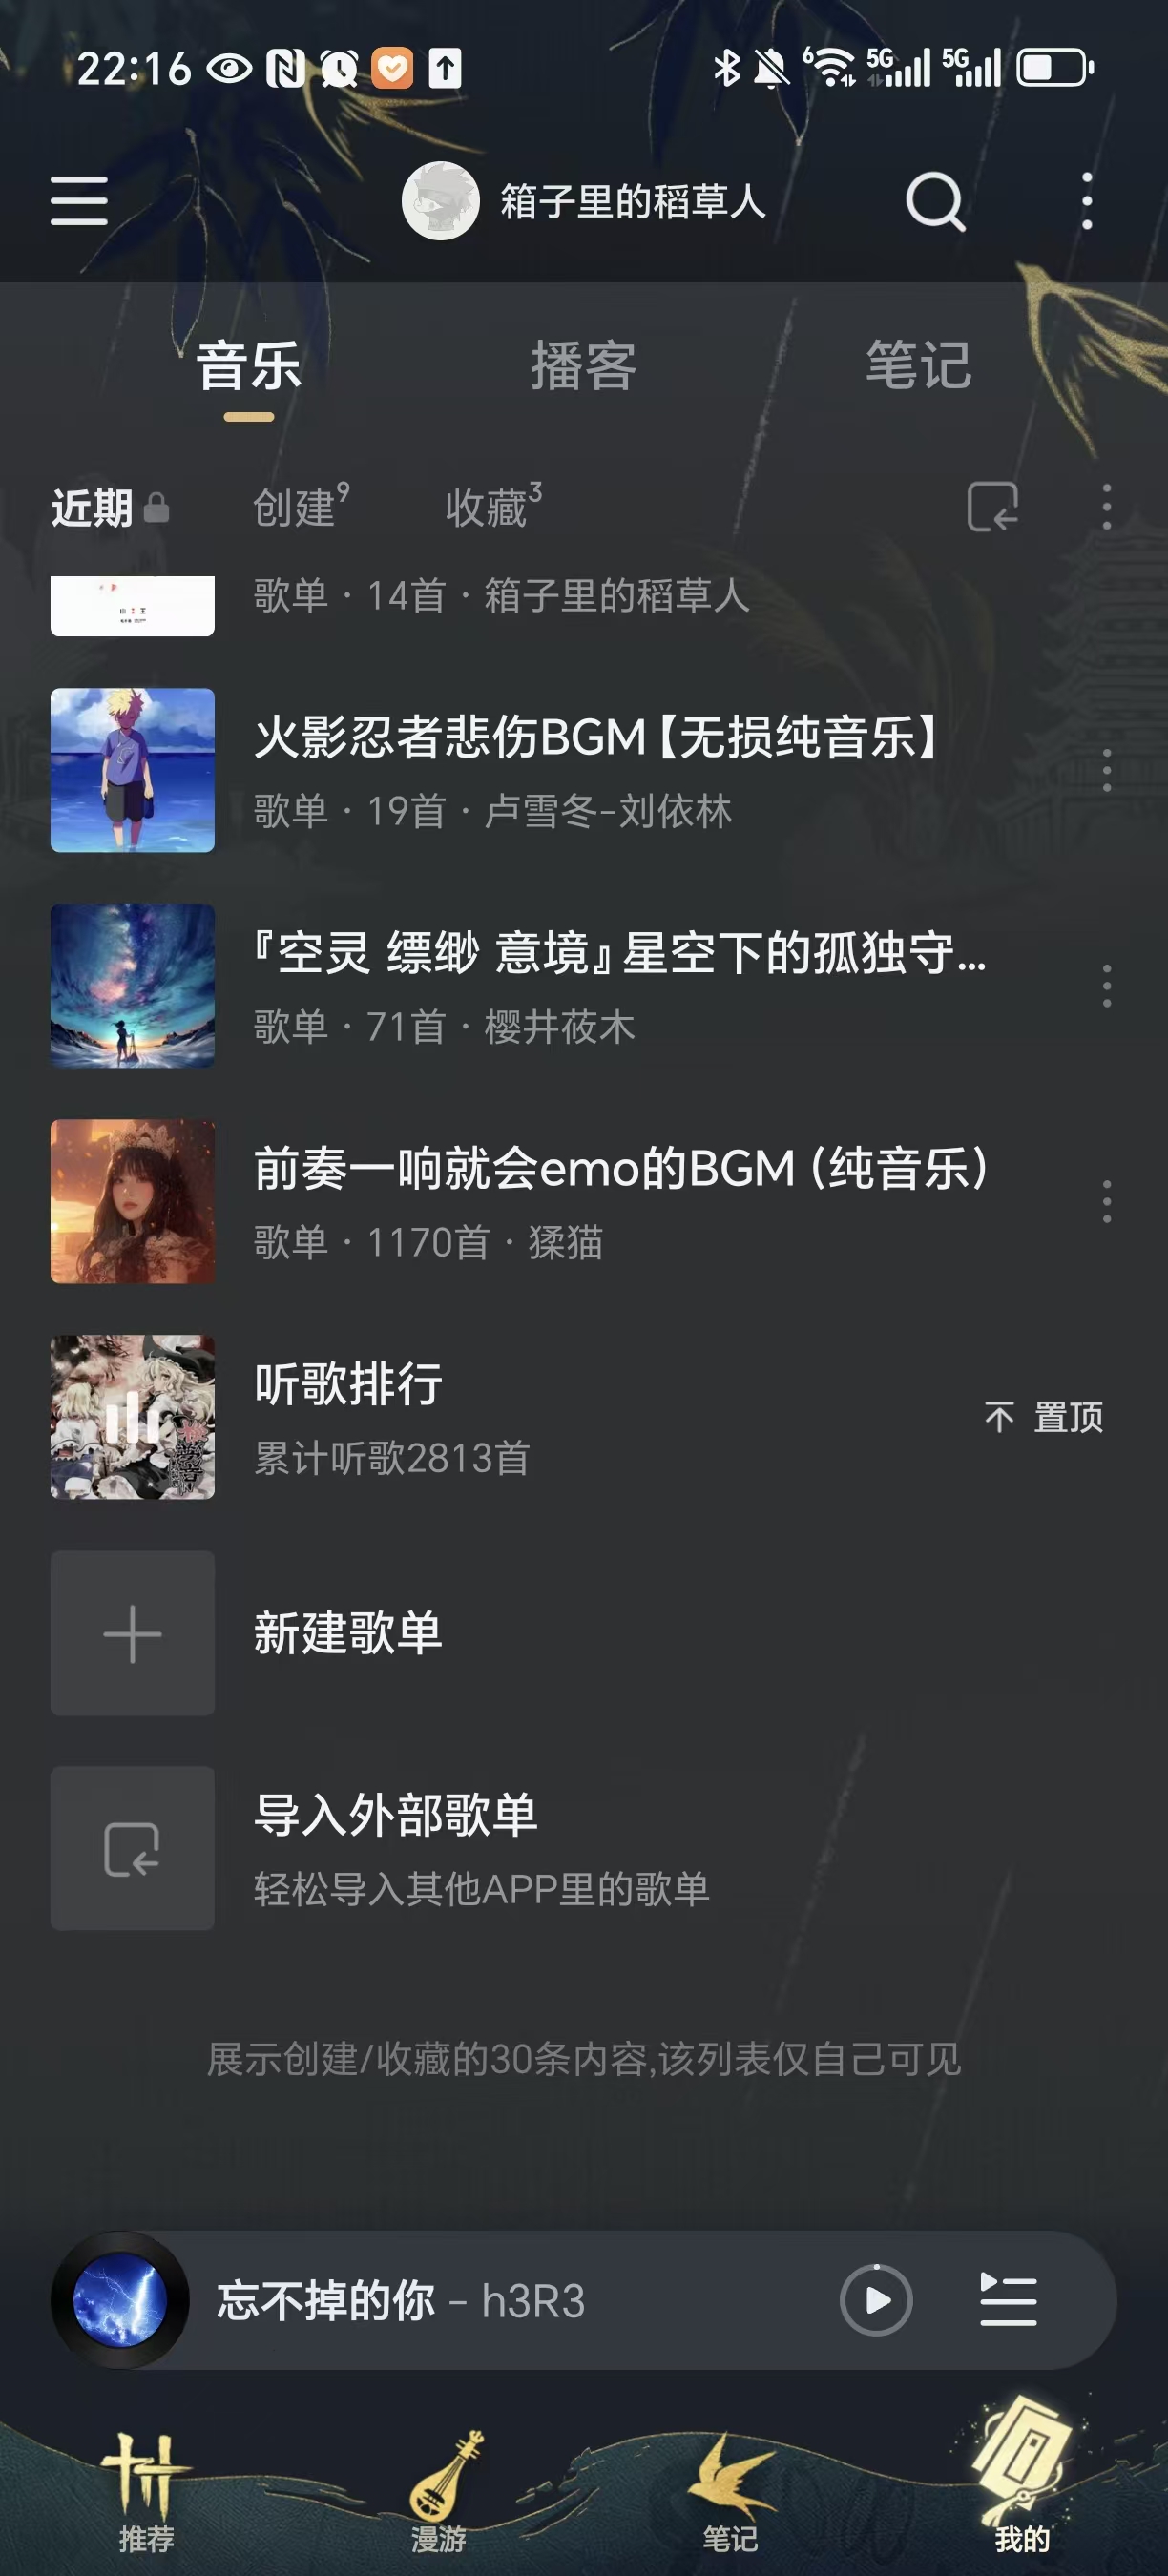 22:16
6 5G 5G
箱子里的稻草人
音乐 播客 笔记
近期 创建9 收藏3
歌单 · 14首 · 箱子里的稻草人
火影忍者悲伤BGM【无损纯音乐】
歌单 · 19首 · 卢雪冬-刘依林
『空灵 缥缈 意境』星空下的孤独守...
歌单 · 71首 · 樱井莜木
前奏一响就会emo的BGM（纯音乐）
歌单 · 1170首 · 猱猫
听歌排行
累计听歌2813首
置顶
新建歌单
导入外部歌单
轻松导入其他APP里的歌单
展示创建/收藏的30条内容,该列表仅自己可见
忘不掉的你 - h3R3
推荐 漫游 笔记 我的